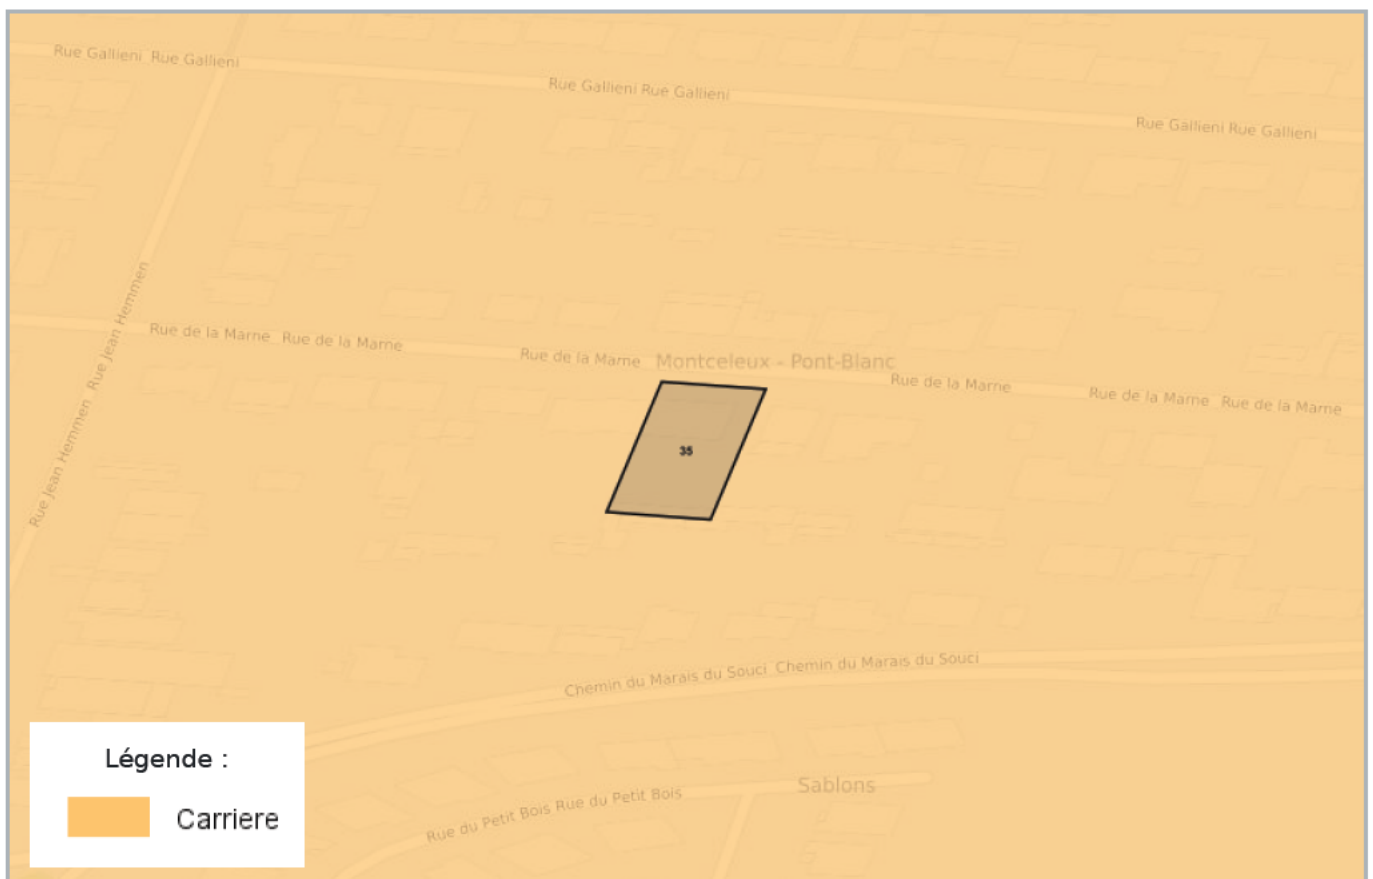 Rue Gallieni Rue Gallieni
Rue Gallieni Rue Gallieni
Rue Gallieni Rue Gallieni
Rue Jean Hemmen Rue Jean Hemmen
Rue de la Marne Rue de la Marne
Rue de la Marne
Montceleux - Pont-Blanc
Rue de la Marne
Rue de la Marne Rue de la Marne
35
Chemin du Marais du Souci Chemin du Marais du Souci
Sablons
Rue du Petit Bois Rue du Petit Bois
Légende :
Carriere